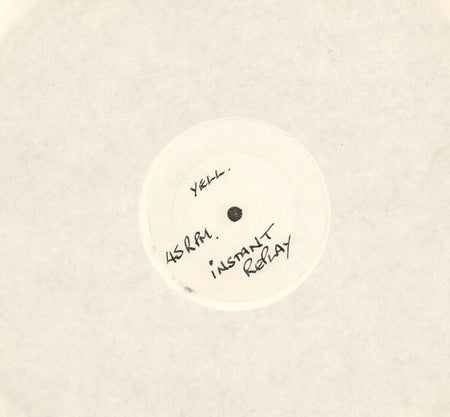 YELL.
45RPM.
INSTANT
REPLAY